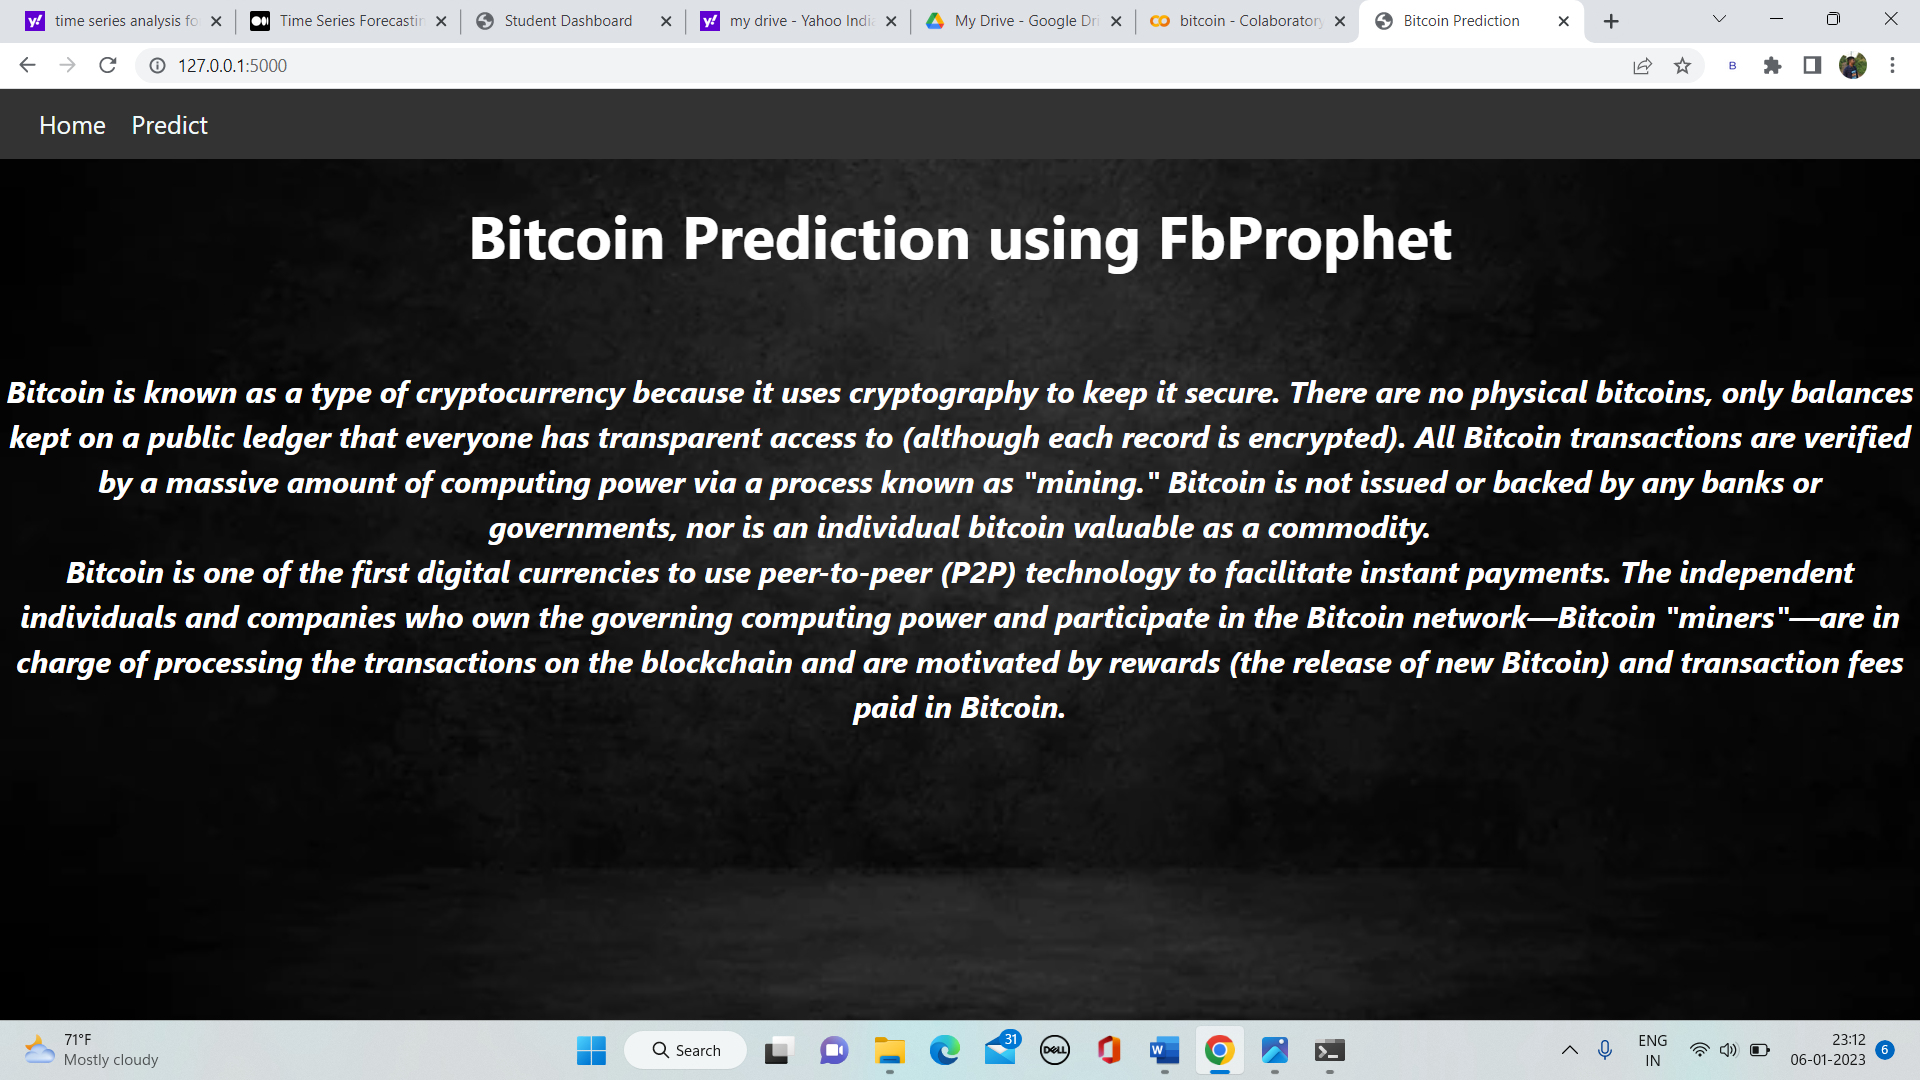 time series analysis fo
Time Series Forecastin
Student Dashboard
my drive - Yahoo India
My Drive - Google Dri
bitcoin - Colaboratory
Bitcoin Prediction
127.0.0.1:5000
B
Home Predict
Bitcoin Prediction using FbProphet
Bitcoin is known as a type of cryptocurrency because it uses cryptography to keep it secure. There are no physical bitcoins, only balances
kept on a public ledger that everyone has transparent access to (although each record is encrypted). All Bitcoin transactions are verified
by a massive amount of computing power via a process known as "mining." Bitcoin is not issued or backed by any banks or
governments, nor is an individual bitcoin valuable as a commodity.
Bitcoin is one of the first digital currencies to use peer-to-peer (P2P) technology to facilitate instant payments. The independent
individuals and companies who own the governing computing power and participate in the Bitcoin network—Bitcoin "miners"—are in
charge of processing the transactions on the blockchain and are motivated by rewards (the release of new Bitcoin) and transaction fees
paid in Bitcoin.
71°F
Mostly cloudy
Search
31
DELL
W
ENG
IN
23:12
06-01-2023
6